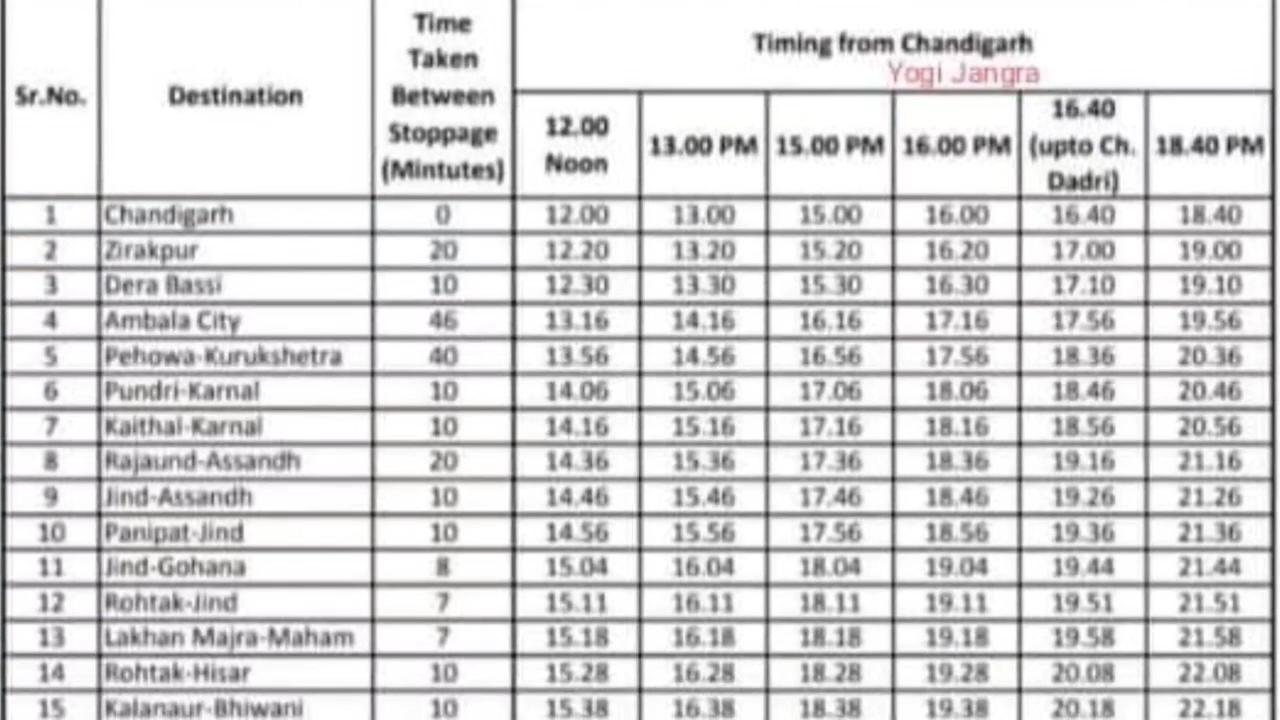 Sr.No. Destination Time Taken Between Stoppage (Mintutes) Timing from Chandigarh
Yogi Jangra
12.00 Noon 13.00 PM 15.00 PM 16.00 PM 16.40 (upto Ch. Dadri) 18.40 PM
1 Chandigarh 0 12.00 13.00 15.00 16.00 16.40 18.40
2 Zirakpur 20 12.20 13.20 15.20 16.20 17.00 19.00
3 Dera Bassi 10 12.30 13.30 15.30 16.30 17.10 19.10
4 Ambala City 46 13.16 14.16 16.16 17.16 17.56 19.56
5 Pehowa-Kurukshetra 40 13.56 14.56 16.56 17.56 18.36 20.36
6 Pundri-Karnal 10 14.06 15.06 17.06 18.06 18.46 20.46
7 Kaithal-Karnal 10 14.16 15.16 17.16 18.16 18.56 20.56
8 Rajaund-Assandh 20 14.36 15.36 17.36 18.36 19.16 21.16
9 Jind-Assandh 10 14.46 15.46 17.46 18.46 19.26 21.26
10 Panipat-Jind 10 14.56 15.56 17.56 18.56 19.36 21.36
11 Jind-Gohana 8 15.04 16.04 18.04 19.04 19.44 21.44
12 Rohtak-Jind 7 15.11 16.11 18.11 19.11 19.51 21.51
13 Lakhan Majra-Maham 7 15.18 16.18 18.18 19.18 19.58 21.58
14 Rohtak-Hisar 10 15.28 16.28 18.28 19.28 20.08 22.08
15 Kalanaur-Bhiwani 10 15.38 16.38 18.38 19.38 20.18 22.18